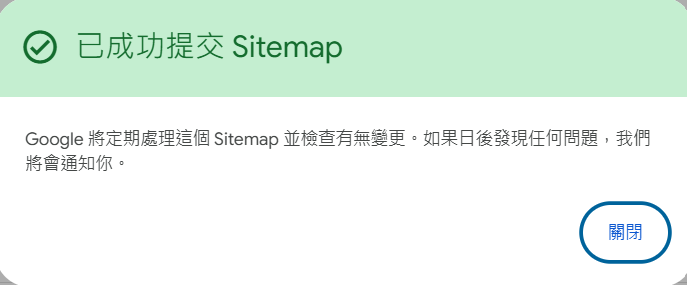 已成功提交 Sitemap
Google 將定期處理這個 Sitemap 並檢查有無變更。如果日後發現任何問題，我們
將會通知你。
關閉